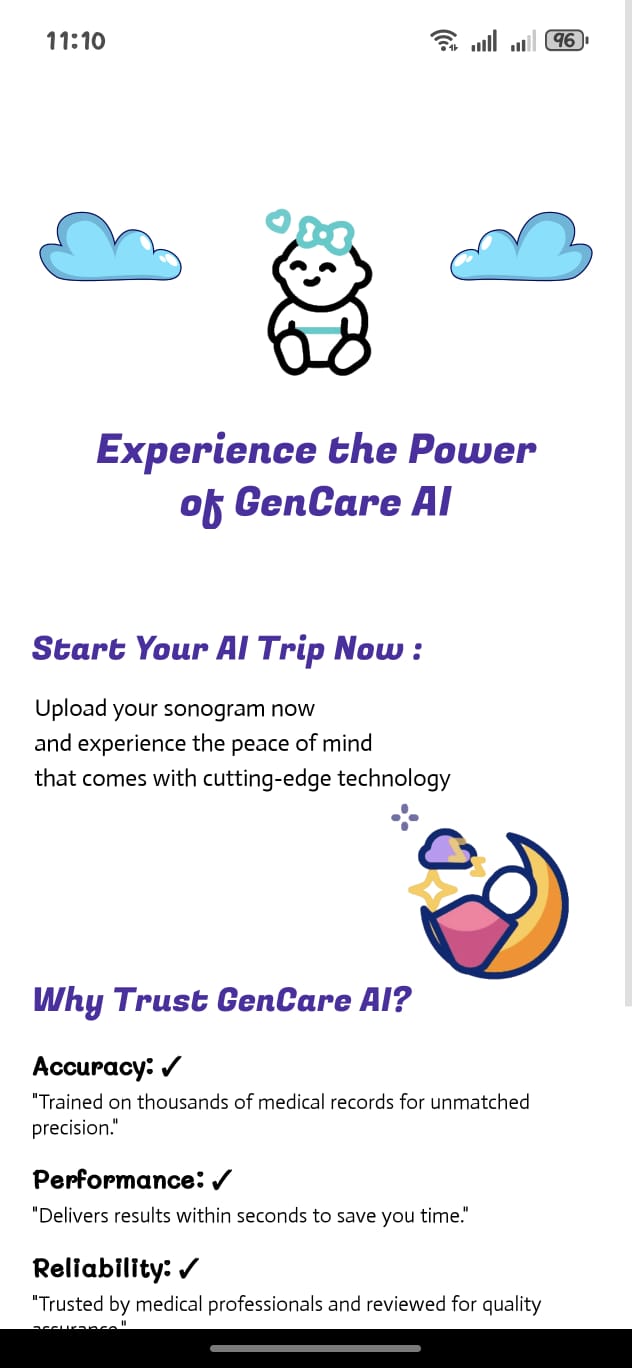 11:10
96
Experience the Power
of GenCare AI
Start Your AI Trip Now :
Upload your sonogram now
and experience the peace of mind
that comes with cutting-edge technology
Why Trust GenCare AI?
Accuracy: ✓
"Trained on thousands of medical records for unmatched
precision."
Performance: ✓
"Delivers results within seconds to save you time."
Reliability: ✓
"Trusted by medical professionals and reviewed for quality
assurance."